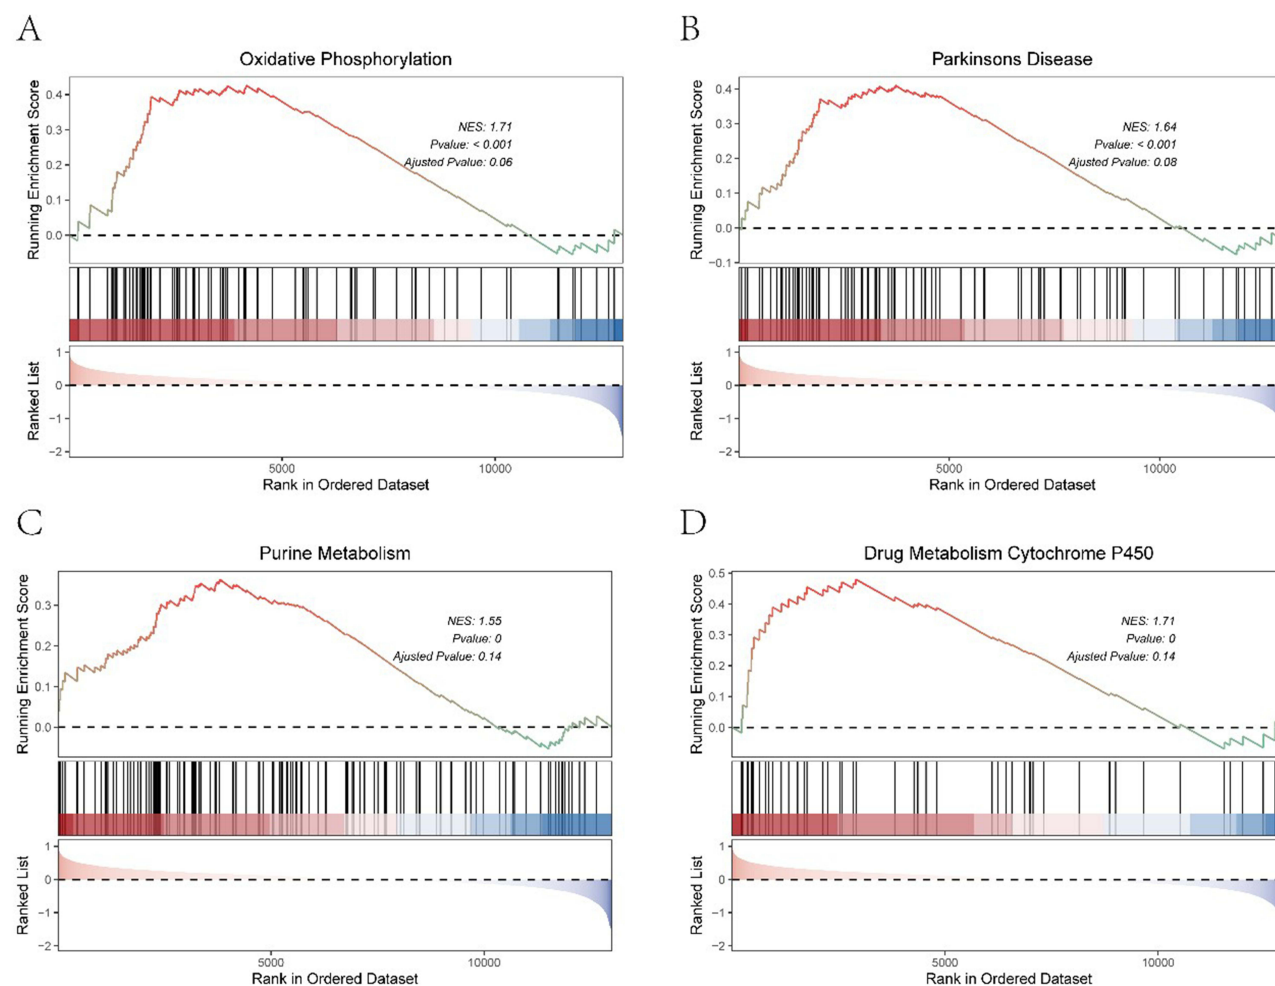 A
Oxidative Phosphorylation
Running Enrichment Score
0.4
0.3
0.2
0.1
0.0
NES: 1.71
Pvalue: < 0.001
Ajusted Pvalue: 0.06
Ranked List
1
0
−1
−2
5000
10000
Rank in Ordered Dataset
B
Parkinsons Disease
Running Enrichment Score
0.4
0.3
0.2
0.1
0.0
−0.1
NES: 1.64
Pvalue: < 0.001
Ajusted Pvalue: 0.08
Ranked List
1
0
−1
−2
5000
10000
Rank in Ordered Dataset
C
Purine Metabolism
Running Enrichment Score
0.3
0.2
0.1
0.0
NES: 1.55
Pvalue: 0
Ajusted Pvalue: 0.14
Ranked List
1
0
−1
−2
5000
10000
Rank in Ordered Dataset
D
Drug Metabolism Cytochrome P450
Running Enrichment Score
0.5
0.4
0.3
0.2
0.1
0.0
NES: 1.71
Pvalue: 0
Ajusted Pvalue: 0.14
Ranked List
1
0
−1
−2
5000
10000
Rank in Ordered Dataset